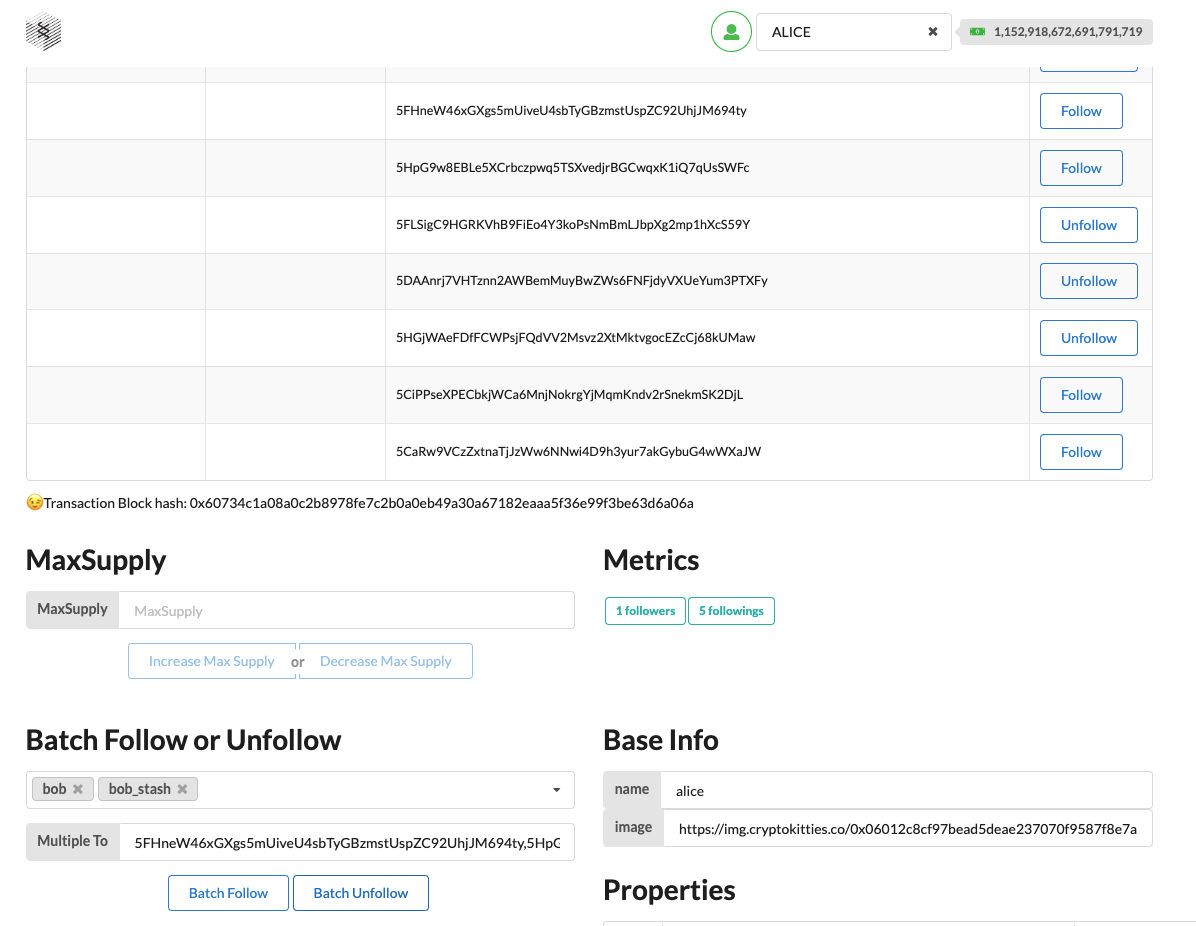 ALICE
1,152,918,672,691,791,719
5FHneW46xGXgs5mUiveU4sbTyGBzmstUspZC92UhjJM694ty Follow
5HpG9w8EBLe5XCrbczpwq5TSXvedjrBGCwqxK1iQ7qUsSWFc Follow
5FLSigC9HGRKVhB9FiEo4Y3koPsNmBmLJbpXg2mp1hXcS59Y Unfollow
5DAAnrj7VHTznn2AWBemMuyBwZWs6FNFjdyVXUeYum3PTXFy Unfollow
5HGjWAeFDfFCWPsjFQdVV2Msvz2XtMktvgocEZcCj68kUMaw Unfollow
5CiPPseXPECbkjWCa6MnjNokrgYjMqmKndv2rSnekmSK2DjL Follow
5CaRw9VCzZxtnaTjJzWw6NNwi4D9h3yur7akGybuG4wWXaJW Follow
😉Transaction Block hash: 0x60734c1a08a0c2b8978fe7c2b0a0eb49a30a67182eaaa5f36e99f3be63d6a06a
MaxSupply
MaxSupply MaxSupply
Increase Max Supply or Decrease Max Supply
Metrics
1 followers 5 followings
Batch Follow or Unfollow
bob bob_stash
Multiple To 5FHneW46xGXgs5mUiveU4sbTyGBzmstUspZC92UhjJM694ty,5HpG
Batch Follow Batch Unfollow
Base Info
name alice
image https://img.cryptokitties.co/0x06012c8cf97bead5deae237070f9587f8e7a
Properties